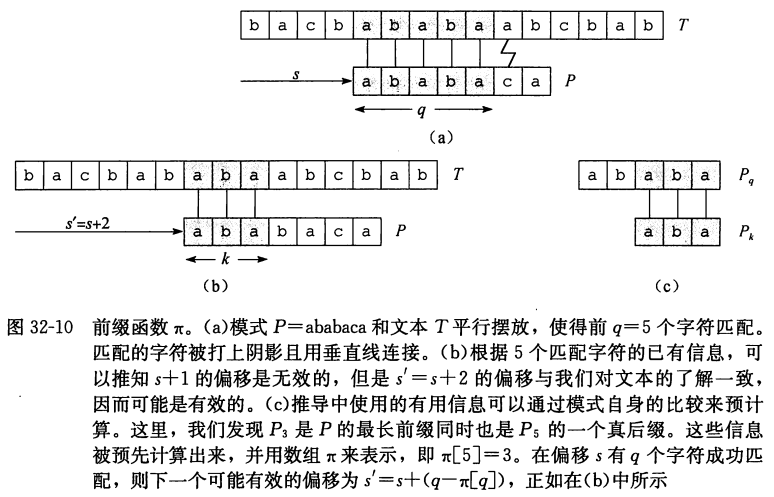 b a c b a b a b a a b c b a b T
s a b a b a c a P
q
(a)
b a c b a b a b a a b c b a b T
s′=s+2 a b a b a c a P
k
(b)
a b a b a Pq
a b a Pk
(c)
图 32-10 前缀函数 π。(a)模式 P=ababaca 和文本 T 平行摆放，使得前 q=5 个字符匹配。
匹配的字符被打上阴影且用垂直线连接。(b)根据 5 个匹配字符的已有信息，可
以推知 s+1 的偏移是无效的，但是 s′=s+2 的偏移与我们对文本的了解一致，
因而可能是有效的。(c)推导中使用的有用信息可以通过模式自身的比较来预计
算。这里，我们发现 P3 是 P 的最长前缀同时也是 P5 的一个真后缀。这些信息
被预先计算出来，并用数组 π 来表示，即 π[5]=3。在偏移 s 有 q 个字符成功匹
配，则下一个可能有效的偏移为 s′=s+(q−π[q])，正如在(b)中所示